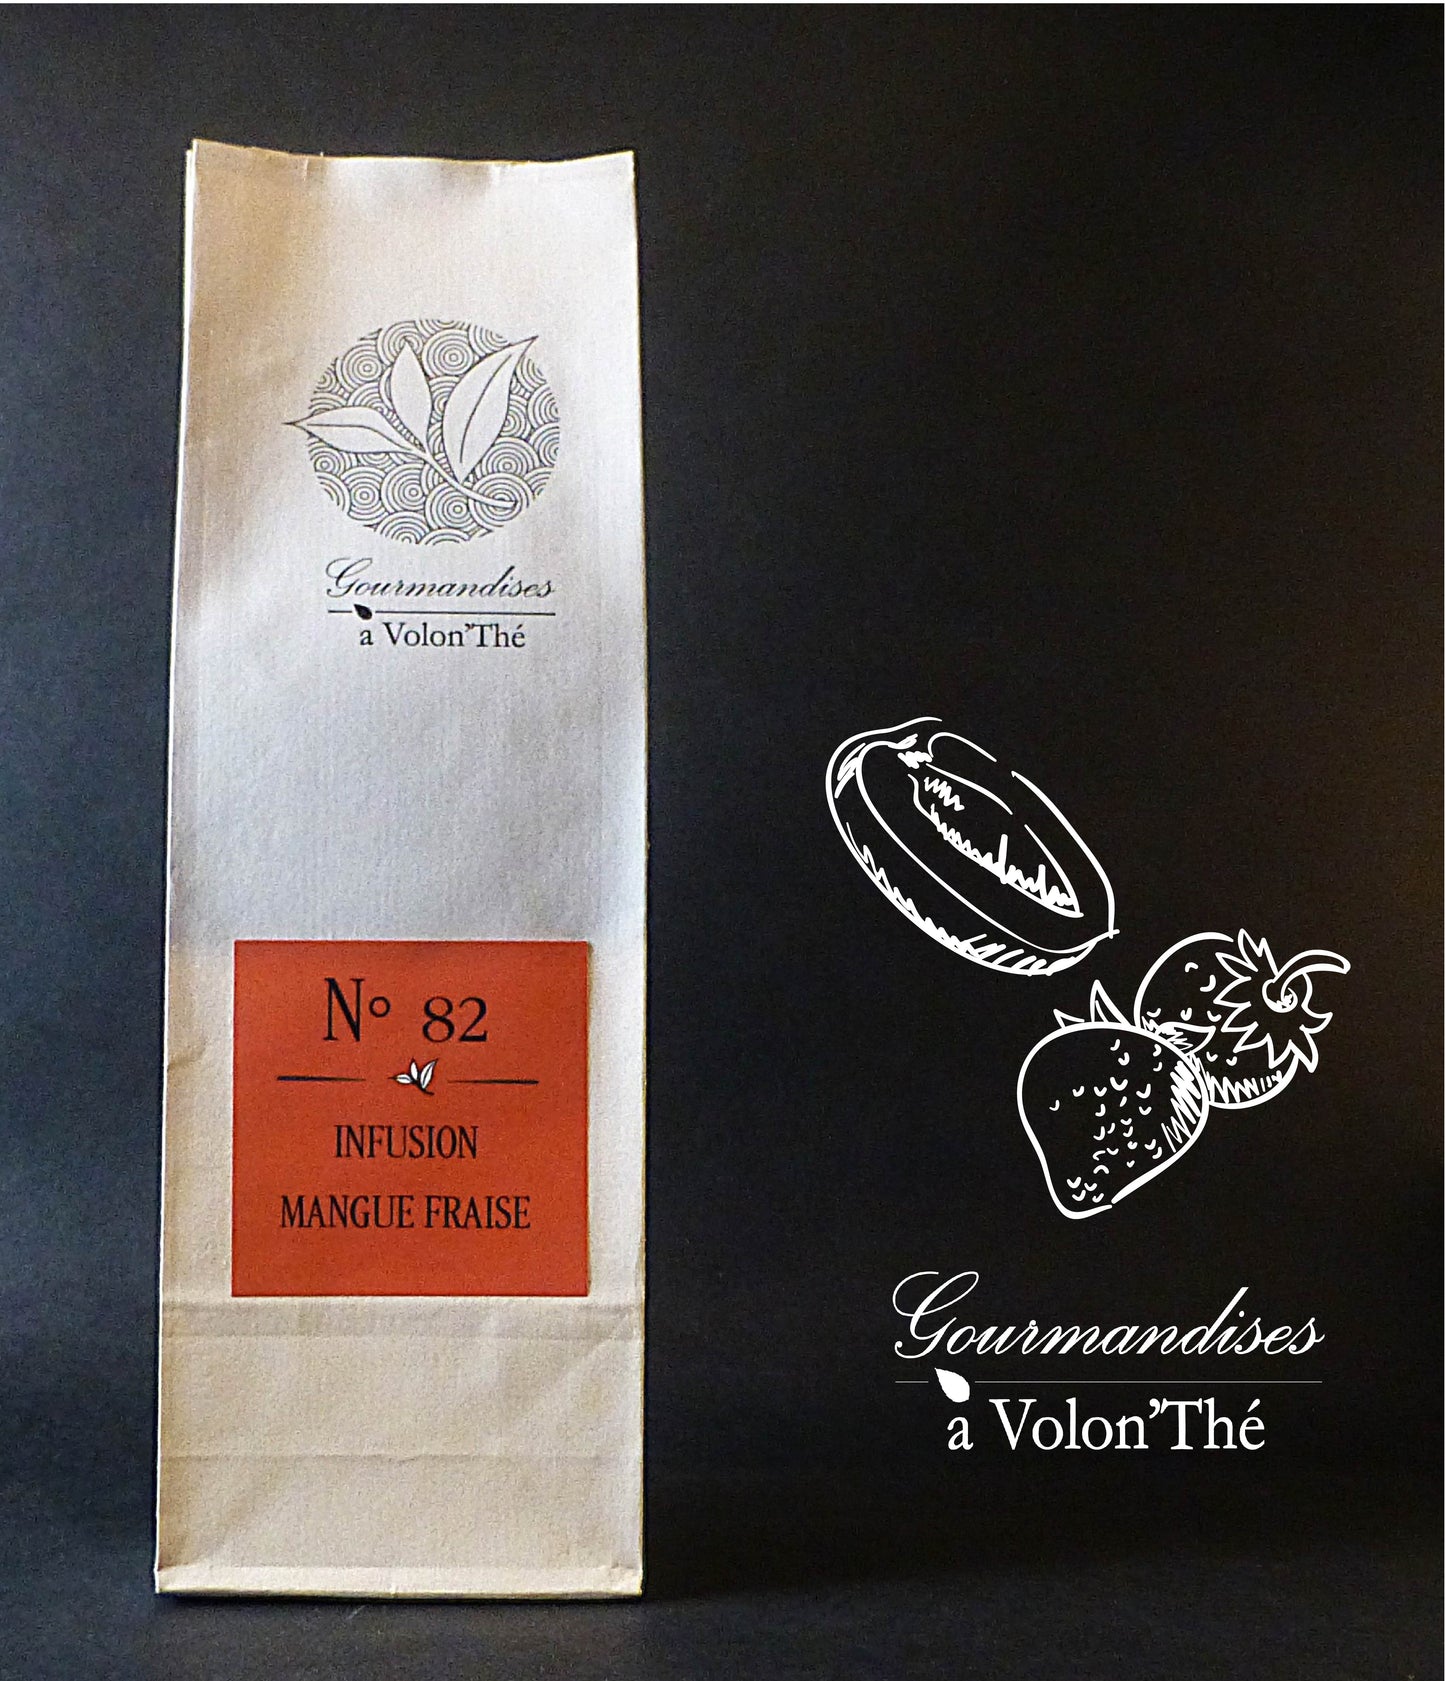 Gourmandises
a Volon'Thé
N° 82
INFUSION
MANGUE FRAISE
Gourmandises
a Volon'Thé